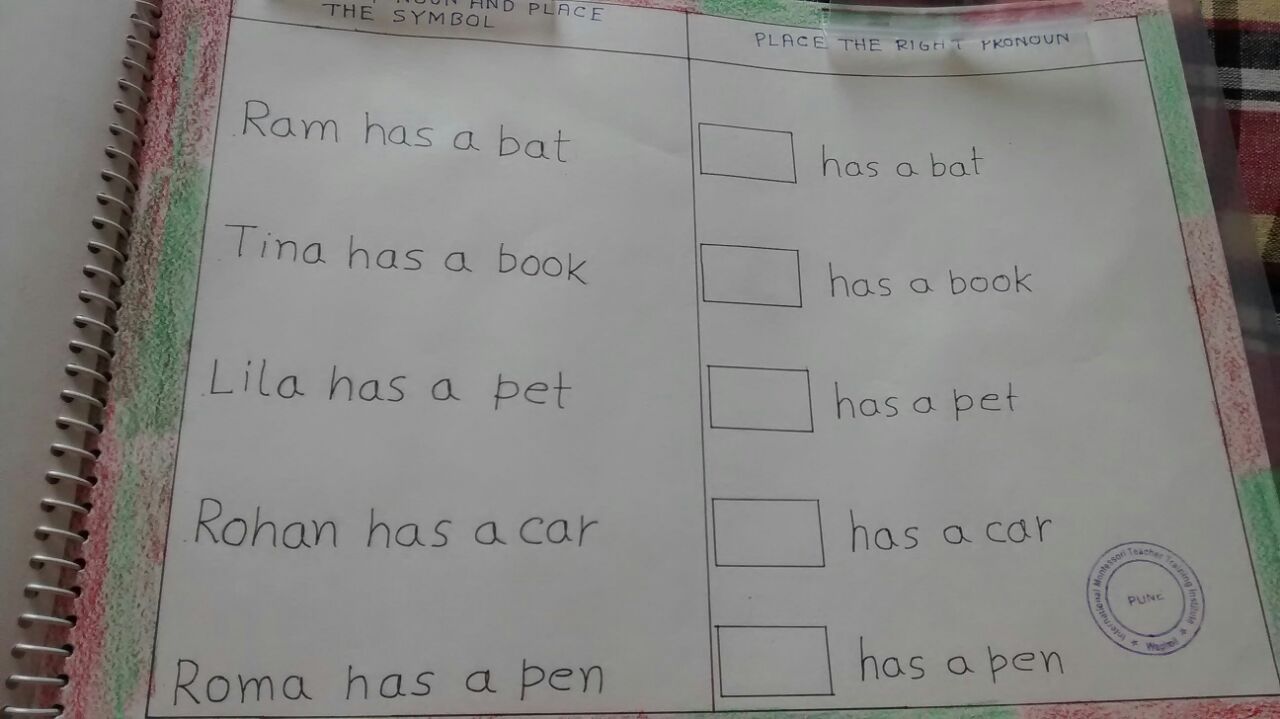 NOUN AND PLACE
THE SYMBOL
PLACE THE RIGHT PRONOUN
Ram has a bat
has a bat
Tina has a book
has a book
Lila has a pet
has a pet
Rohan has a car
has a car
Roma has a pen
has a pen
International Montessori Teacher Training Institute
PUNE